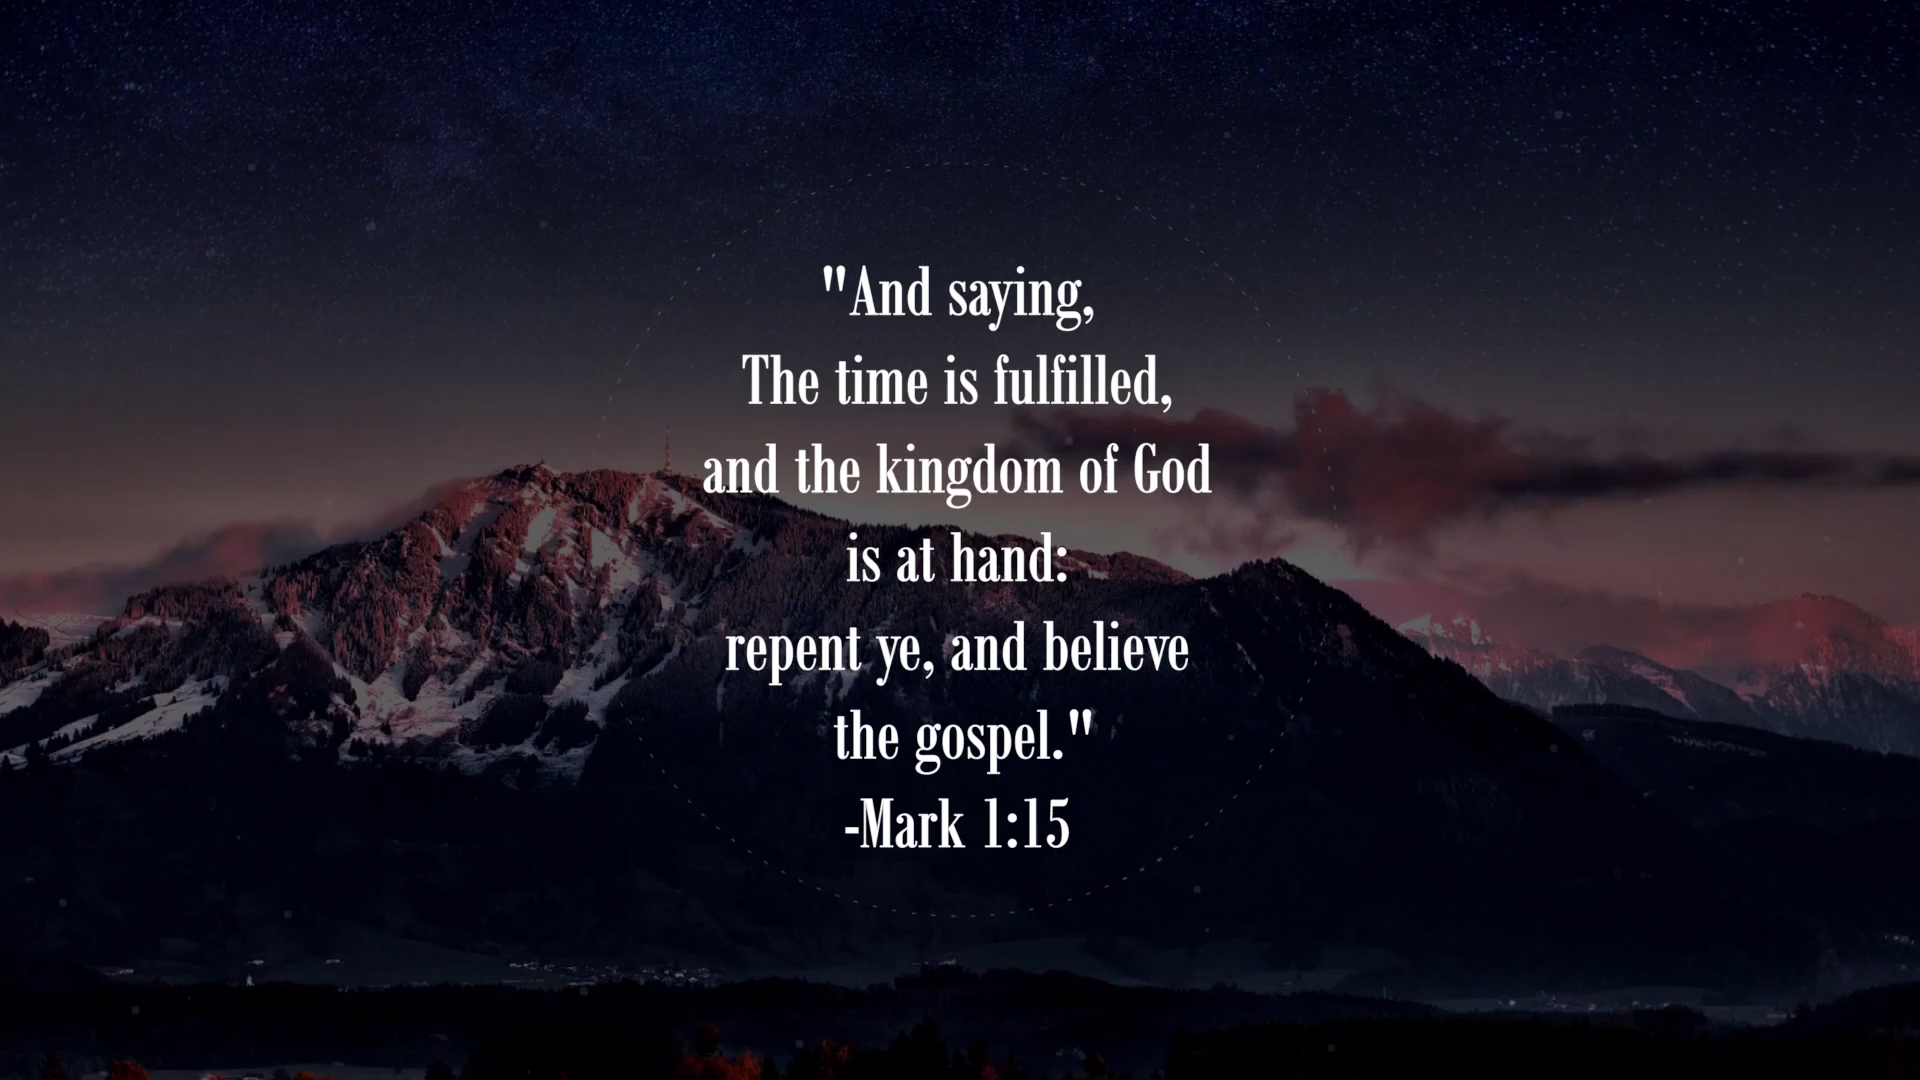 "And saying,
The time is fulfilled,
and the kingdom of God
is at hand:
repent ye, and believe
the gospel."
-Mark 1:15